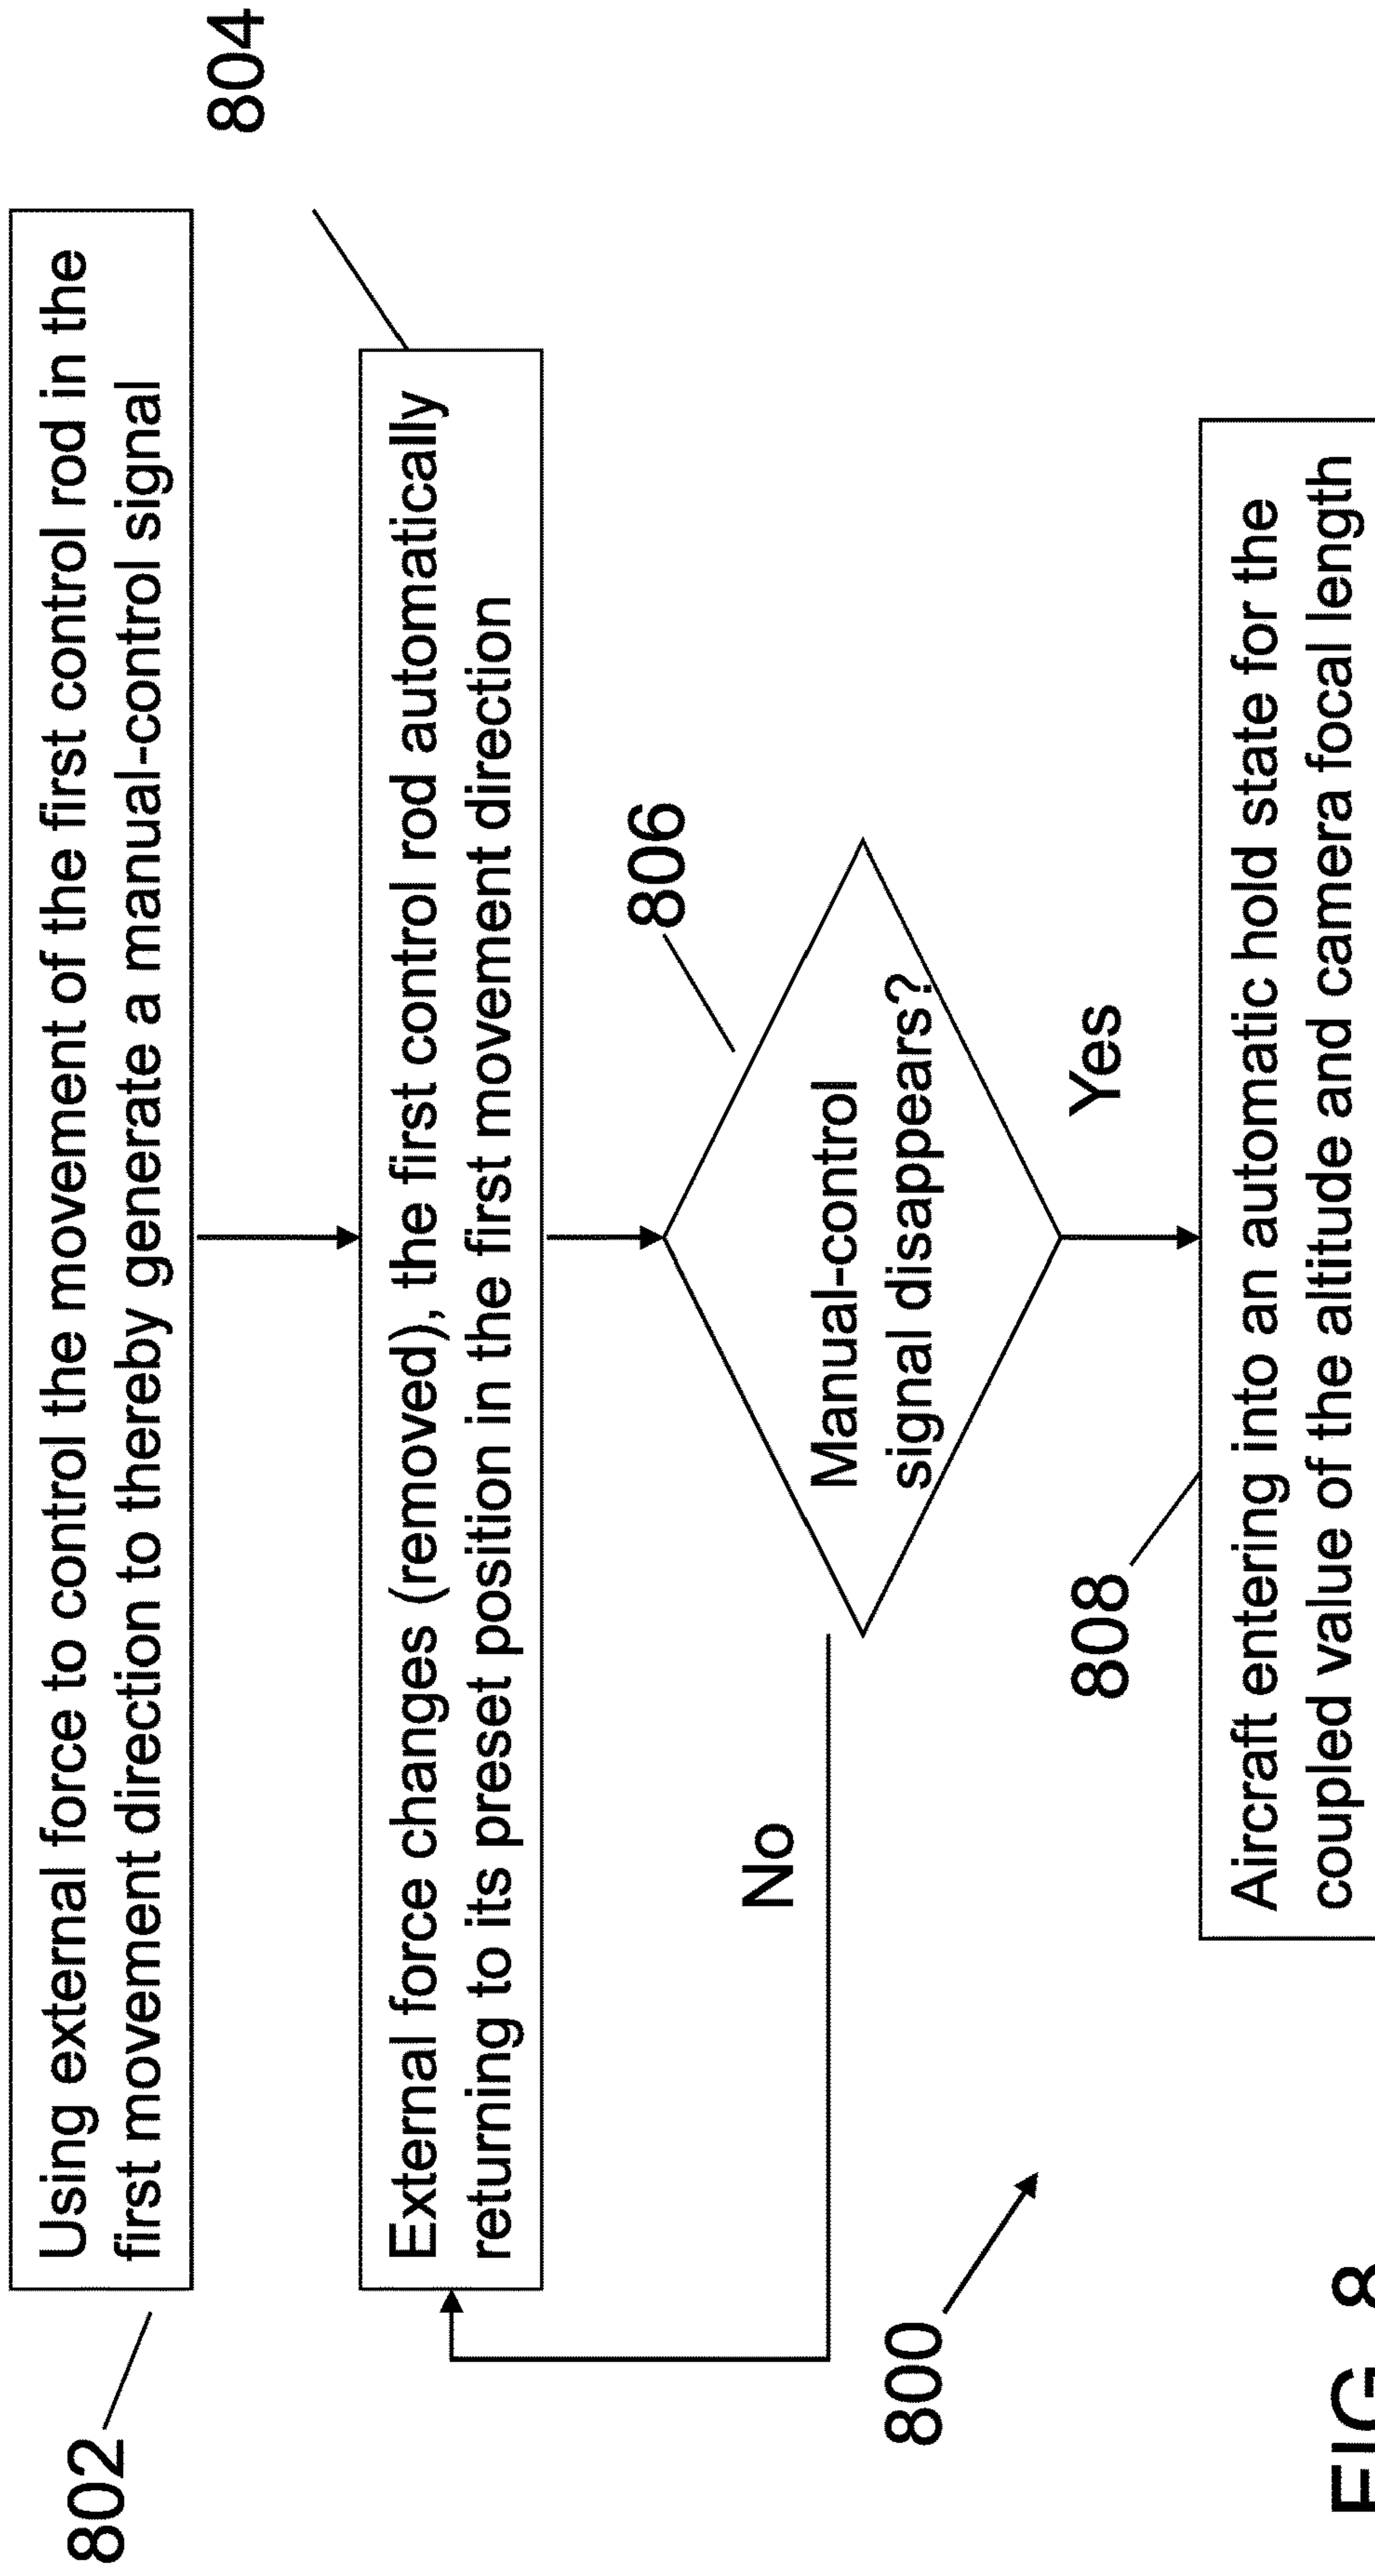 802
Using external force to control the movement of the first control rod in the
first movement direction to thereby generate a manual-control signal
804
External force changes (removed), the first control rod automatically
returning to its preset position in the first movement direction
806
Manual-control
signal disappears?
No
Yes
800
808
Aircraft entering into an automatic hold state for the
coupled value of the altitude and camera focal length
FIG. 8